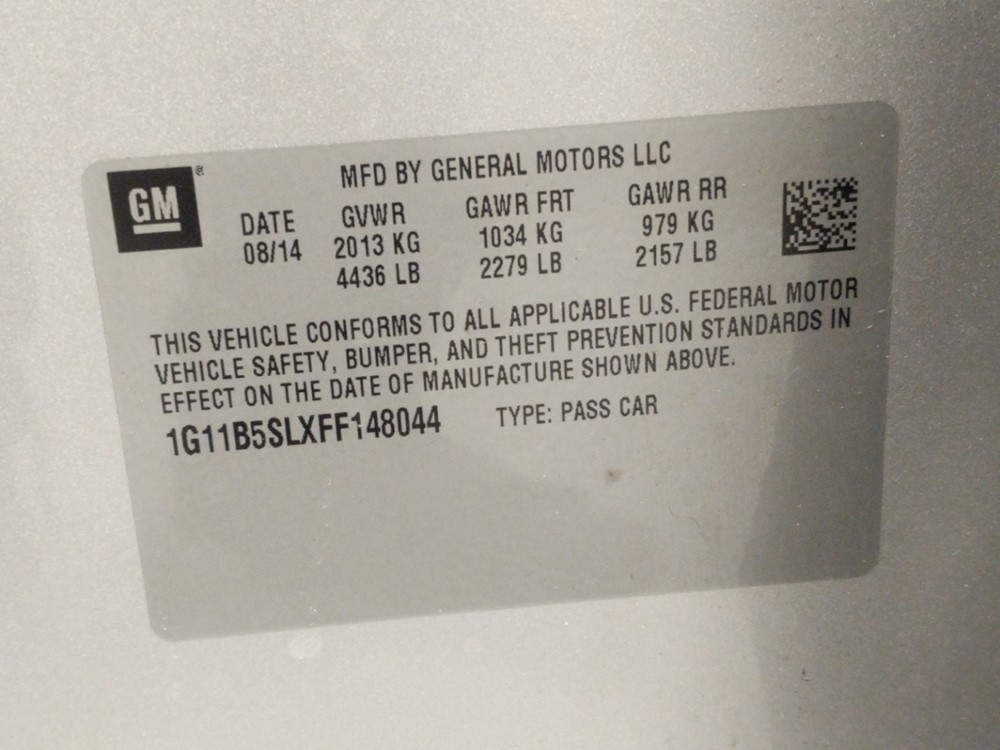 MFD BY GENERAL MOTORS LLC
GM ®
DATE GVWR GAWR FRT GAWR RR
08/14 2013 KG 1034 KG 979 KG
4436 LB 2279 LB 2157 LB
THIS VEHICLE CONFORMS TO ALL APPLICABLE U.S. FEDERAL MOTOR
VEHICLE SAFETY, BUMPER, AND THEFT PREVENTION STANDARDS IN
EFFECT ON THE DATE OF MANUFACTURE SHOWN ABOVE.
1G11B5SLXFF148044 TYPE: PASS CAR